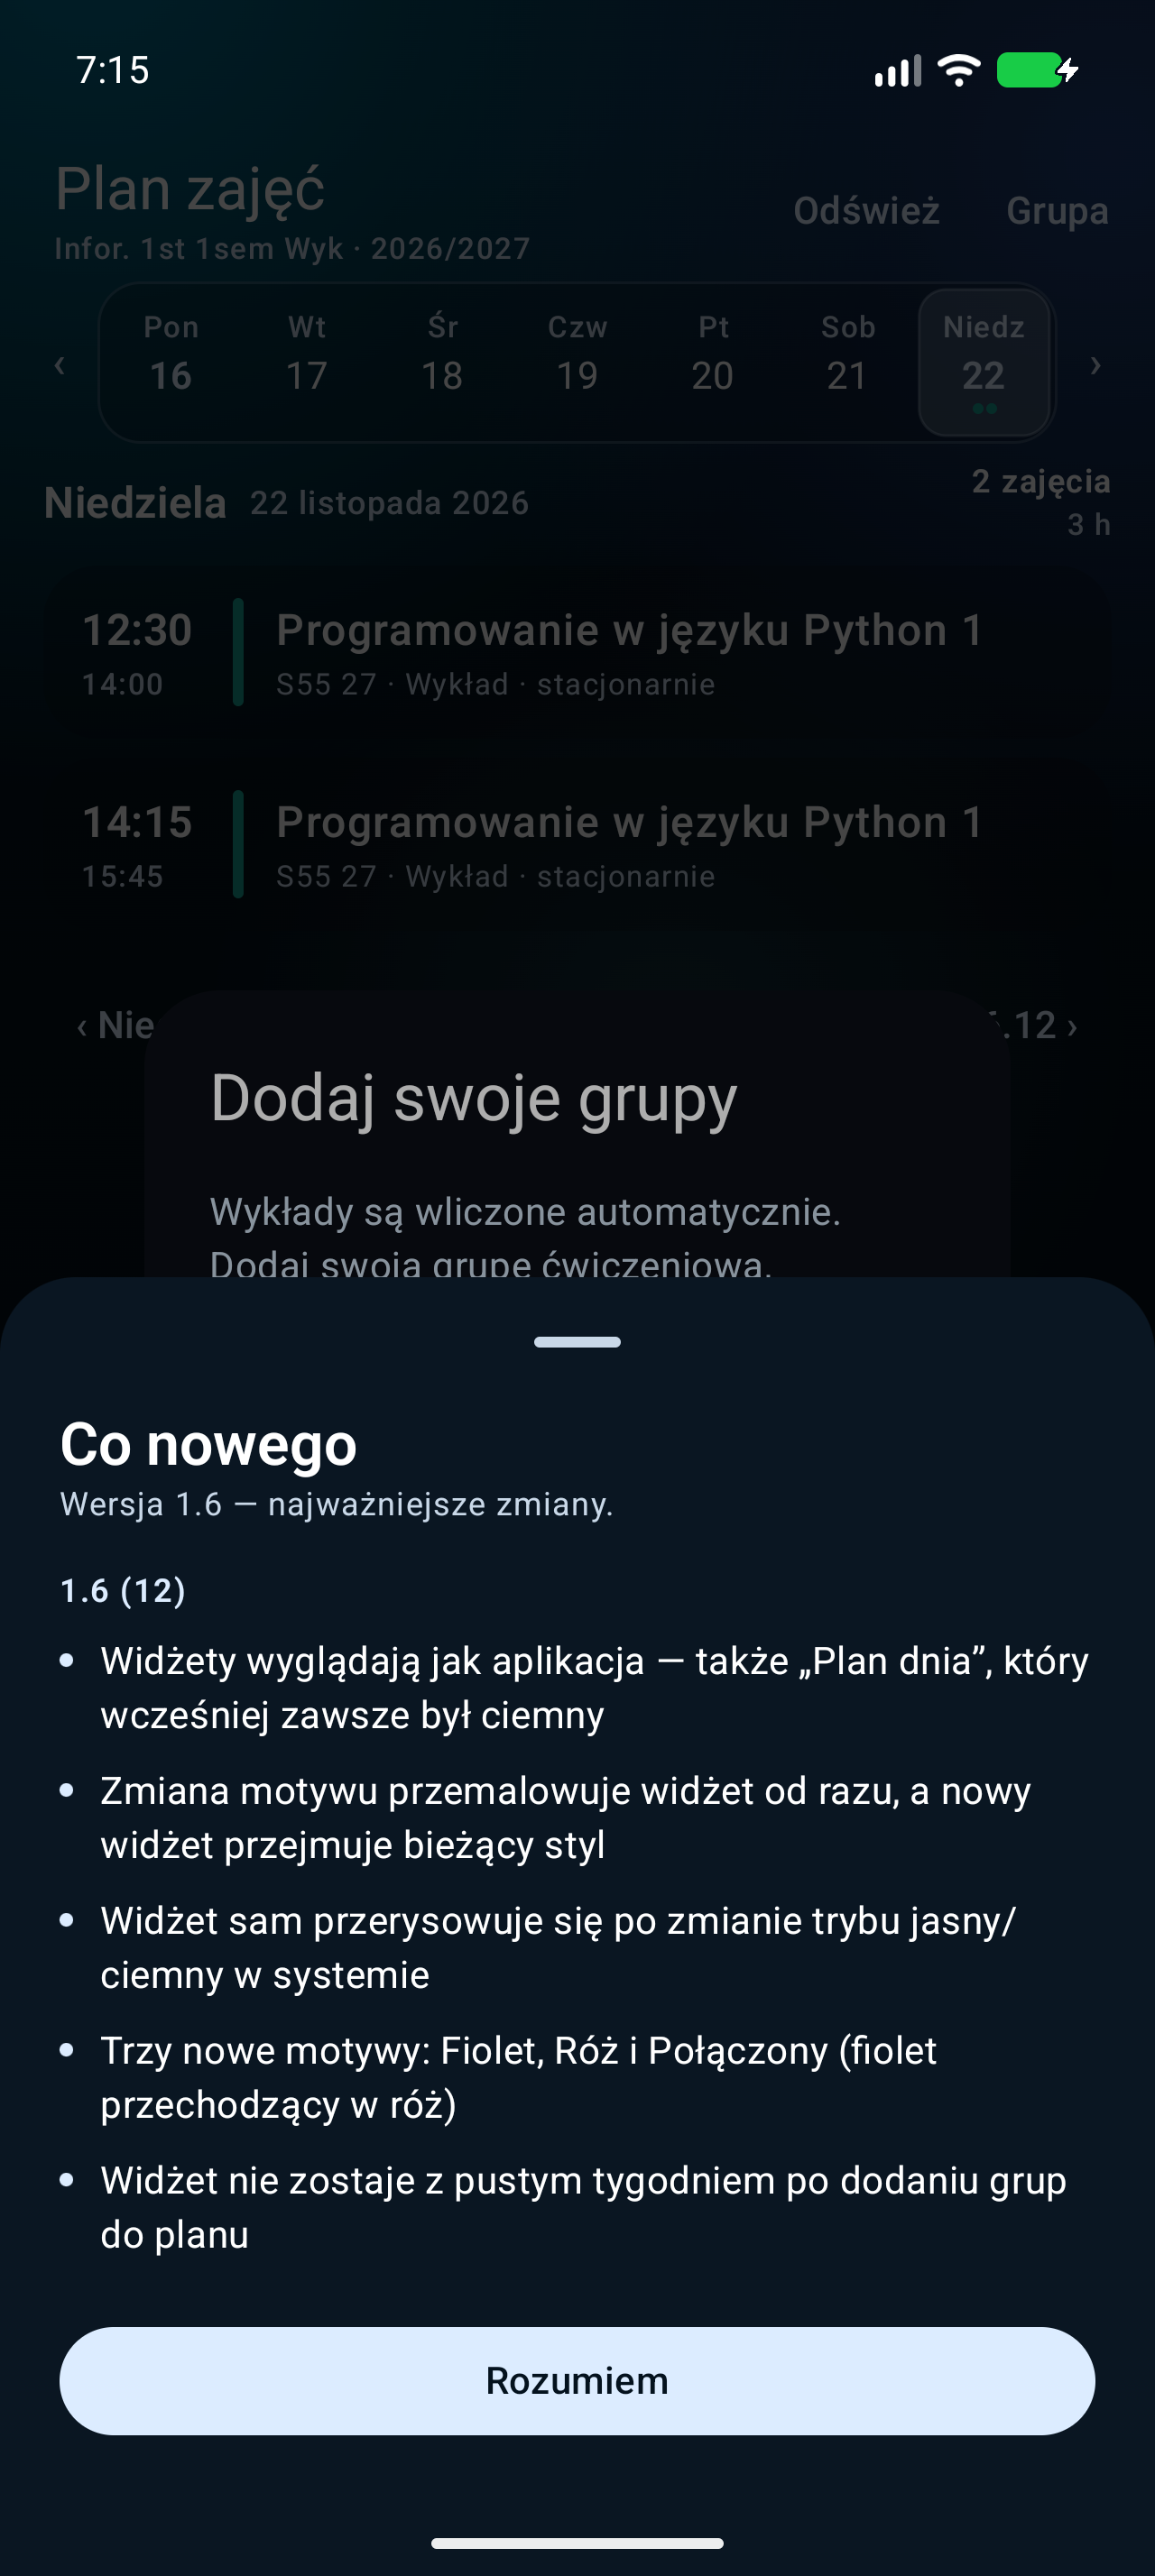 7:15
Plan zajęć
Odśwież Grupa
Infor. 1st 1sem Wyk · 2026/2027
‹ Pon Wt Śr Czw Pt Sob Niedz ›
16 17 18 19 20 21 22
Niedziela 22 listopada 2026
2 zajęcia
3 h
12:30 Programowanie w języku Python 1
14:00 S55 27 · Wykład · stacjonarnie
14:15 Programowanie w języku Python 1
15:45 S55 27 · Wykład · stacjonarnie
‹ Nie .12 ›
Dodaj swoje grupy
Wykłady są wliczone automatycznie.
Dodaj swoją grupę ćwiczeniową,
Co nowego
Wersja 1.6 — najważniejsze zmiany.
1.6 (12)
• Widżety wyglądają jak aplikacja — także „Plan dnia”, który
wcześniej zawsze był ciemny
• Zmiana motywu przemalowuje widżet od razu, a nowy
widżet przejmuje bieżący styl
• Widżet sam przerysowuje się po zmianie trybu jasny/
ciemny w systemie
• Trzy nowe motywy: Fiolet, Róż i Połączony (fiolet
przechodzący w róż)
• Widżet nie zostaje z pustym tygodniem po dodaniu grup
do planu
Rozumiem